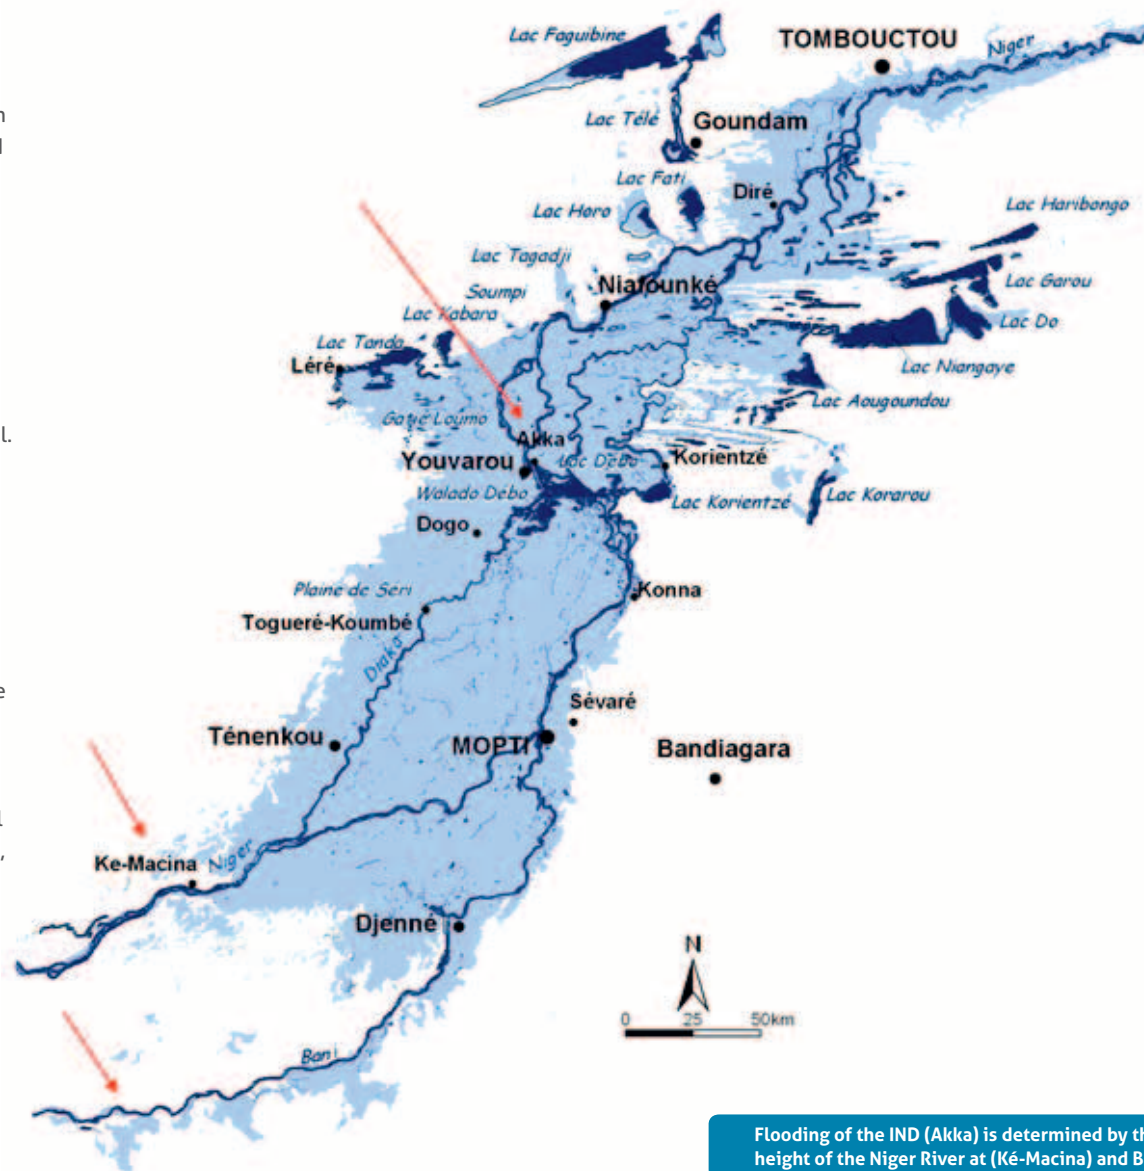 Lac Faguibine
TOMBOUCTOU
Niger
Lac Télé
Goundam
Lac Fati
Diré
Lac Horo
Lac Haribongo
Lac Tagadji
Lac Garou
Soumpi
Niafounké
Lac Kabara
Lac Do
Lac Tanda
Léré
Lac Niangaye
Lac Aougoundou
l.
Akka
Youvarou
Lac Débo
Korientzé
Walado Débo
Lac Korientzé
Lac Korarou
Dogo
Plaine de Séri
Konna
Togueré-Koumbé
Diaka
e
Sévaré
Ténenkou
MOPTI
Bandiagara
Ke-Macina
Niger
Djenné
N
0 25 50km
Bani
Flooding of the IND (Akka) is determined by th
height of the Niger River at (Ké-Macina) and B